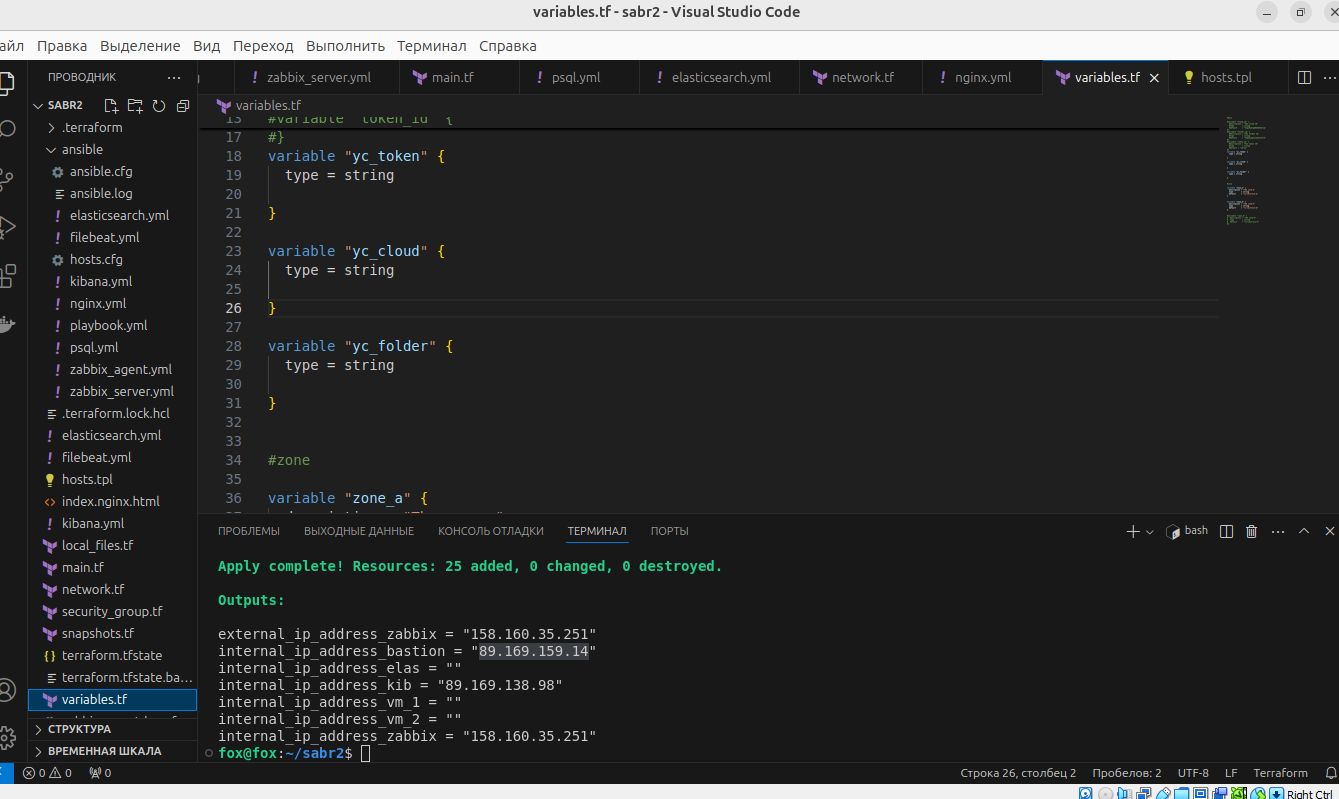 variables.tf - sabr2 - Visual Studio Code
айл Правка Выделение Вид Переход Выполнить Терминал Справка
ПРОВОДНИК
SABR2
.terraform
ansible
ansible.cfg
ansible.log
elasticsearch.yml
filebeat.yml
hosts.cfg
kibana.yml
nginx.yml
playbook.yml
psql.yml
zabbix_agent.yml
zabbix_server.yml
.terraform.lock.hcl
elasticsearch.yml
filebeat.yml
hosts.tpl
index.nginx.html
kibana.yml
local_files.tf
main.tf
network.tf
security_group.tf
snapshots.tf
terraform.tfstate
terraform.tfstate.ba...
variables.tf
СТРУКТУРА
ВРЕМЕННАЯ ШКАЛА
zabbix_server.yml main.tf psql.yml elasticsearch.yml network.tf nginx.yml variables.tf hosts.tpl
variables.tf
13 #variable "token_id" {
17 #}
18 variable "yc_token" {
19 type = string
20
21 }
22
23 variable "yc_cloud" {
24 type = string
25
26 }
27
28 variable "yc_folder" {
29 type = string
30
31 }
32
33
34 #zone
35
36 variable "zone_a" {
ПРОБЛЕМЫ ВЫХОДНЫЕ ДАННЫЕ КОНСОЛЬ ОТЛАДКИ ТЕРМИНАЛ ПОРТЫ
bash
Apply complete! Resources: 25 added, 0 changed, 0 destroyed.
Outputs:
external_ip_address_zabbix = "158.160.35.251"
internal_ip_address_bastion = "89.169.159.14"
internal_ip_address_elas = ""
internal_ip_address_kib = "89.169.138.98"
internal_ip_address_vm_1 = ""
internal_ip_address_vm_2 = ""
internal_ip_address_zabbix = "158.160.35.251"
fox@fox:~/sabr2$
0 0 0 Строка 26, столбец 2 Пробелов: 2 UTF-8 LF Terraform
Right Ctrl